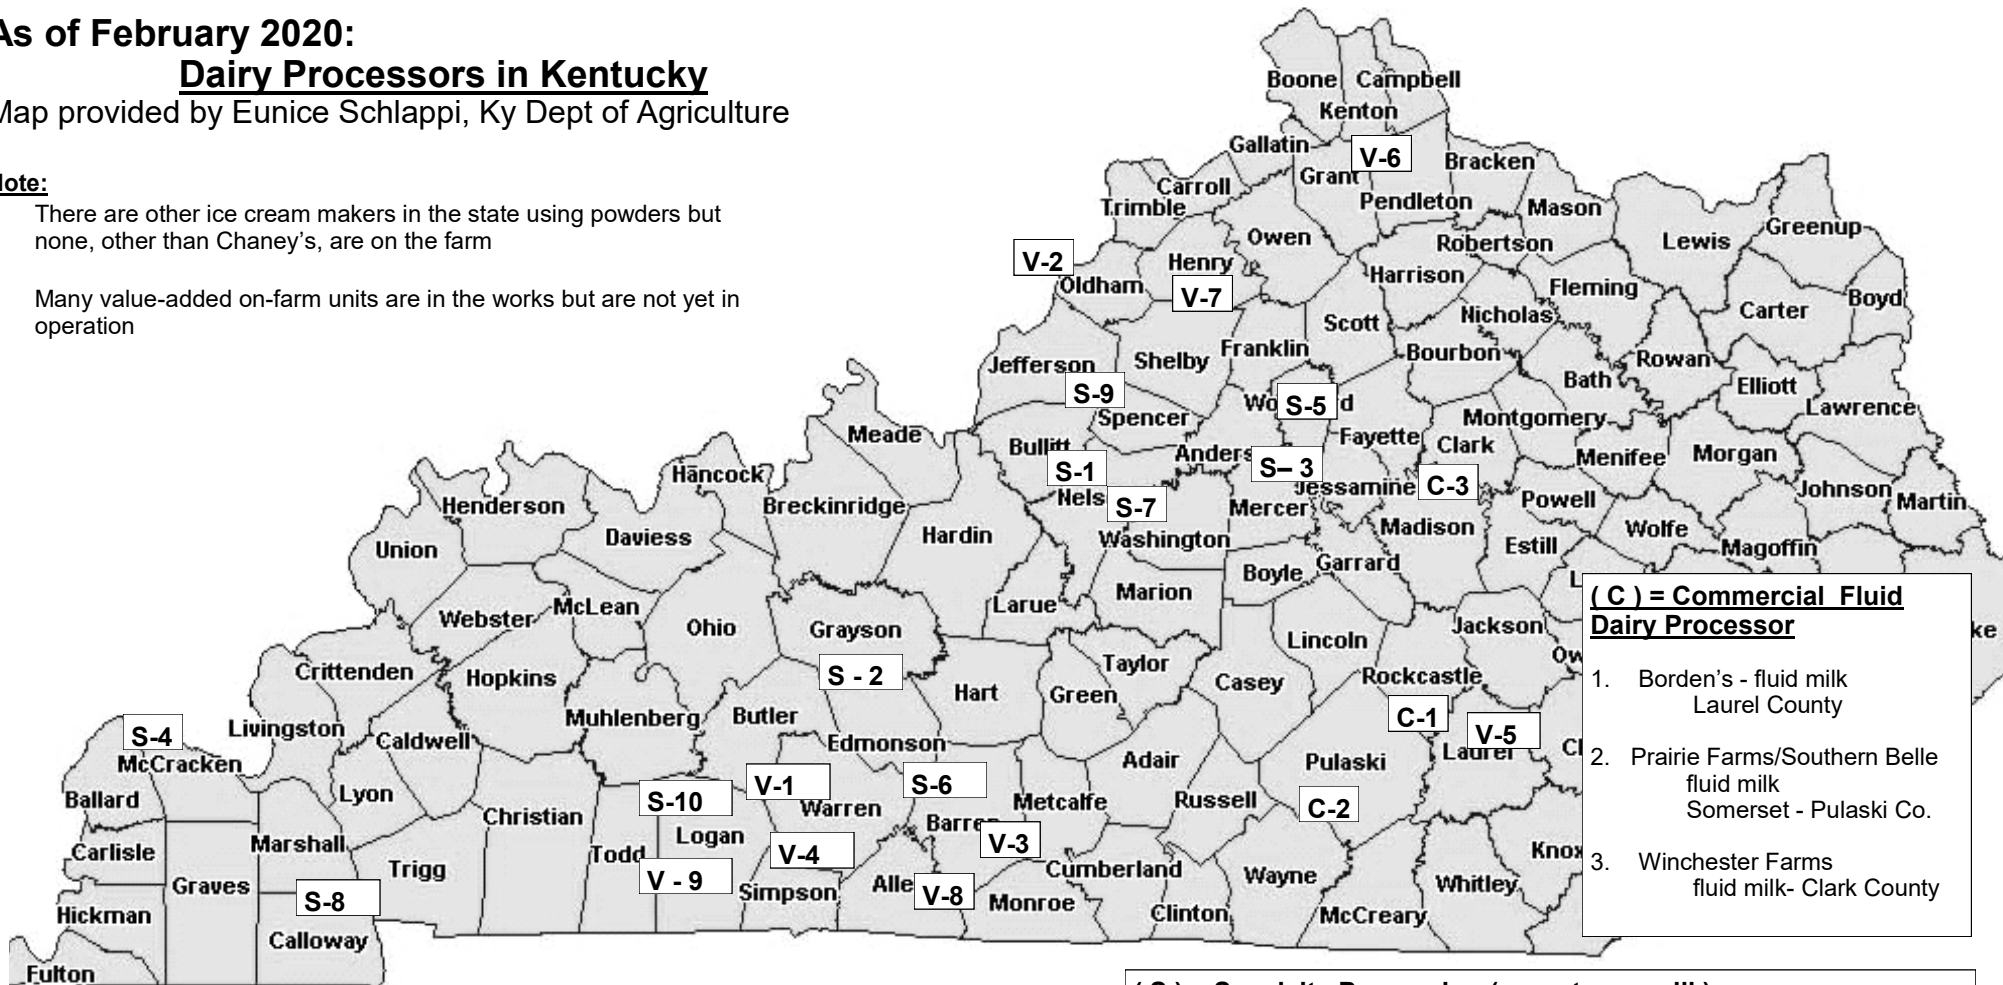 As of February 2020:
Dairy Processors in Kentucky
Map provided by Eunice Schlappi, Ky Dept of Agriculture
Note:
There are other ice cream makers in the state using powders but
none, other than Chaney's, are on the farm
Many value-added on-farm units are in the works but are not yet in
operation
Boone Campbell
Kenton
Gallatin
V-6
Bracken
Grant
Carroll
Trimble
Pendleton
Mason
Greenup
Owen
Robertson
Lewis
V-2
Henry
Harrison
Oldham
V-7
Fleming
Boyd
Carter
Nicholas
Scott
Franklin
Bourbon
Jefferson
Shelby
Rowan
Bath
Elliott
S-9
Wo
S-5
d
Lawrence
Spencer
Montgomery
Meade
Fayette
Clark
Bullitt
Anders
Menifee
Morgan
S-1
S– 3
Hancock
C-3
Jessamine
Johnson
Nels
S-7
Powell
Martin
Henderson
Breckinridge
Mercer
Madison
Wolfe
Daviess
Hardin
Washington
Estill
Magoffin
Union
Boyle
Garrard
L
Marion
Larue
McLean
Webster
Ohio
Grayson
Jackson
Lincoln
ke
Ow
Taylor
Crittenden
S - 2
Hopkins
Rockcastle
Casey
Hart
Green
Muhlenberg
Butler
C-1
Livingston
S-4
V-5
Caldwell
Edmonson
Laurel
Cl
McCracken
Adair
Pulaski
V-1
S-6
Lyon
Ballard
S-10
Warren
Metcalfe
Russell
C-2
Christian
Barren
Logan
V-3
Marshall
Carlisle
Todd
V-4
Knox
Trigg
Cumberland
Graves
V - 9
Wayne
Simpson
Alle
V-8
Whitley
S-8
Monroe
Hickman
Clinton
McCreary
Calloway
Fulton
( C ) = Commercial Fluid
Dairy Processor
1. Borden's - fluid milk
Laurel County
2. Prairie Farms/Southern Belle
fluid milk
Somerset - Pulaski Co.
3. Winchester Farms
fluid milk- Clark County